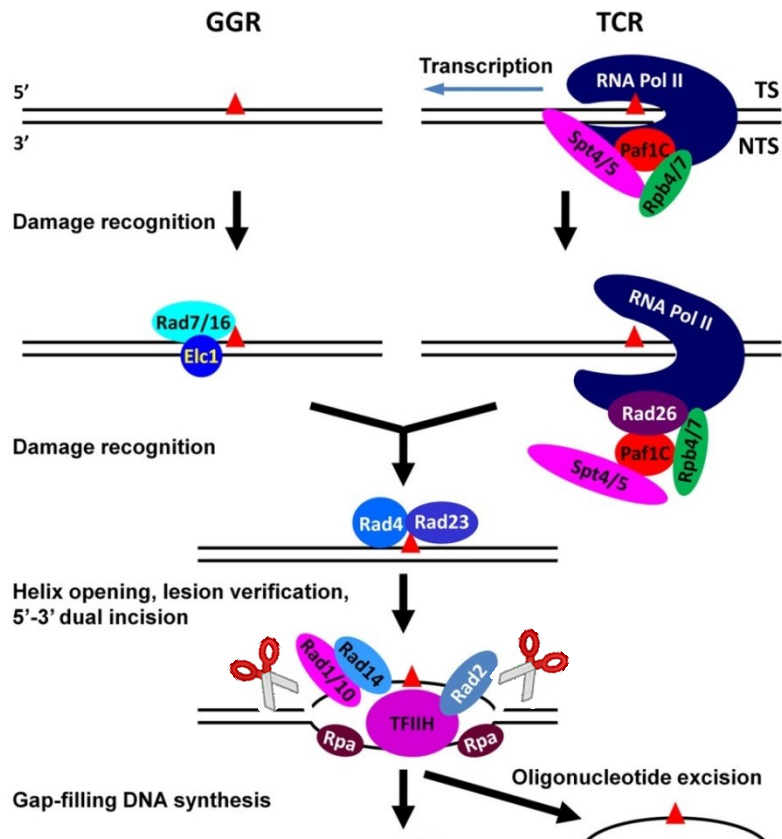 GGR
TCR
Transcription
RNA Pol II
5'
TS
3'
NTS
Spt4/5
Paf1C
Rpb4/7
Damage recognition
Rad7/16
Elc1
RNA Pol II
Rad26
Paf1C
Rpb4/7
Spt4/5
Damage recognition
Rad4
Rad23
Helix opening, lesion verification,
5'-3' dual incision
Rad1/10
Rad14
Rad2
TFIIH
Rpa
Rpa
Oligonucleotide excision
Gap-filling DNA synthesis